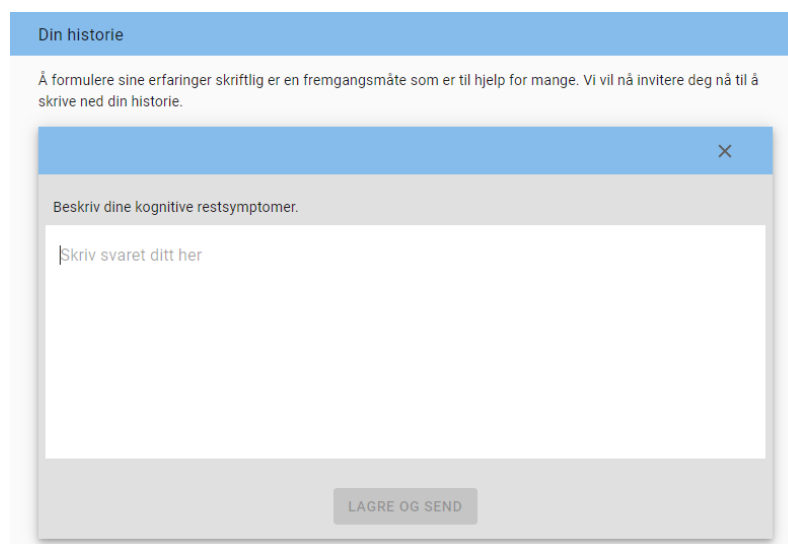 Din historie
Å formulere sine erfaringer skriftlig er en fremgangsmåte som er til hjelp for mange. Vi vil nå invitere deg nå til å
skrive ned din historie.
Beskriv dine kognitive restsymptomer.
Skriv svaret ditt her
LAGRE OG SEND